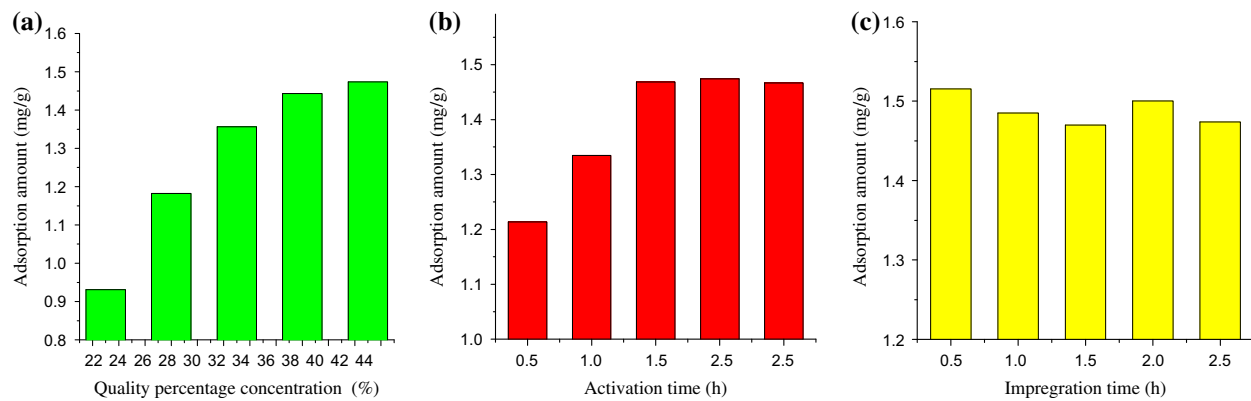 (a)
1.6
1.5
1.4
1.3
1.2
1.1
1.0
0.9
0.8
Adsorption amount (mg/g)
22 24 26 28 30 32 34 36 38 40 42 44
Quality percentage concentration (%)
(b)
1.5
1.4
1.3
1.2
1.1
1.0
Adsorption amount (mg/g)
0.5 1.0 1.5 2.5 2.5
Activation time (h)
(c)
1.6
1.5
1.4
1.3
1.2
Adsorption amount (mg/g)
0.5 1.0 1.5 2.0 2.5
Impregration time (h)